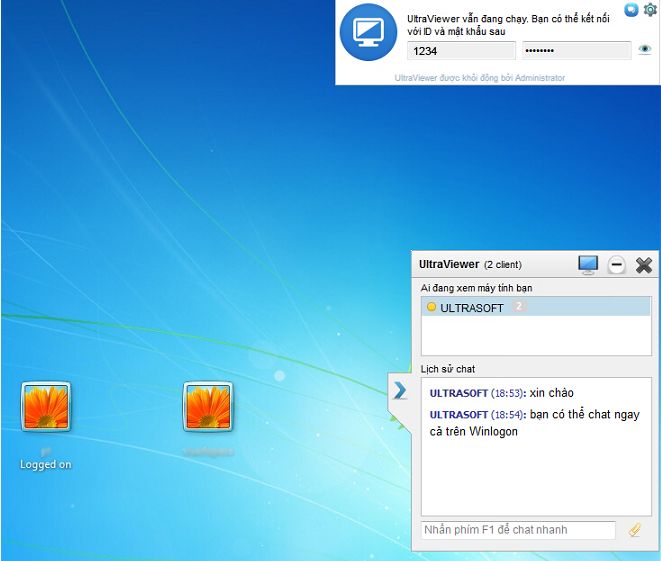 UltraViewer vẫn đang chạy. Bạn có thể kết nối
với ID và mật khẩu sau
1234
••••••••
UltraViewer được khỏi động bởi Administrator
UltraViewer (2 client)
Ai đang xem máy tính bạn
ULTRASOFT 2
Lịch sử chat
ULTRASOFT (18:53): xin chào
ULTRASOFT (18:54): bạn có thể chat ngay
cả trên Winlogon
Nhấn phím F1 để chat nhanh
Logged on